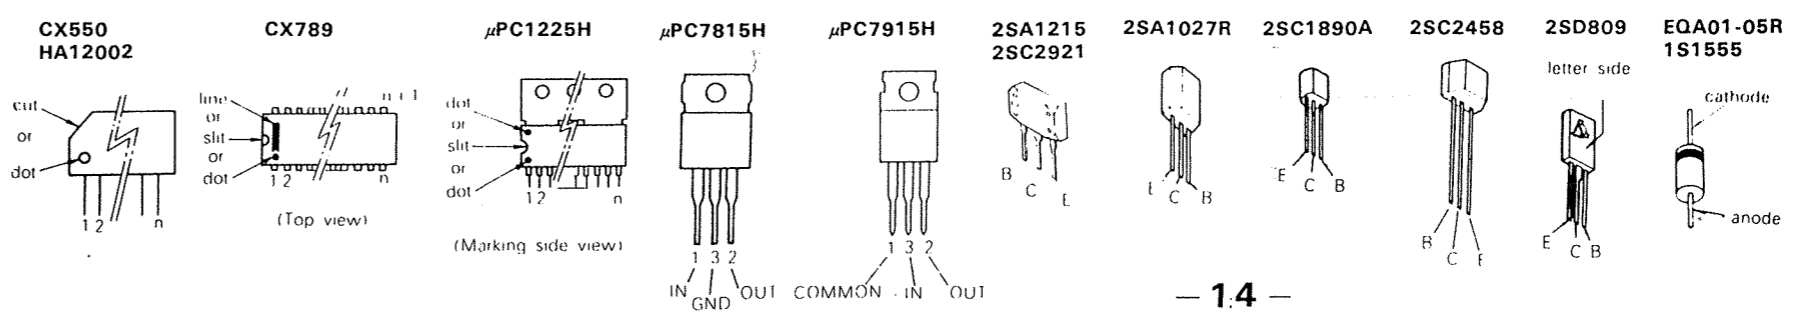 CX550
HA12002
cut
or
dot
1 2 n
CX789
line
or
slit
or
dot
n+1
1 2 n
(Top view)
μPC1225H
dot
or
slit
or
dot
1 2 n
(Marking side view)
μPC7815H
1 3 2
IN GND OUT
μPC7915H
1 3 2
COMMON IN OUT
2SA1215
2SC2921
B C E
2SA1027R
E C B
2SC1890A
E C B
2SC2458
B C E
2SD809
letter side
E C B
EQA01-05R
1S1555
cathode
anode
— 14 —